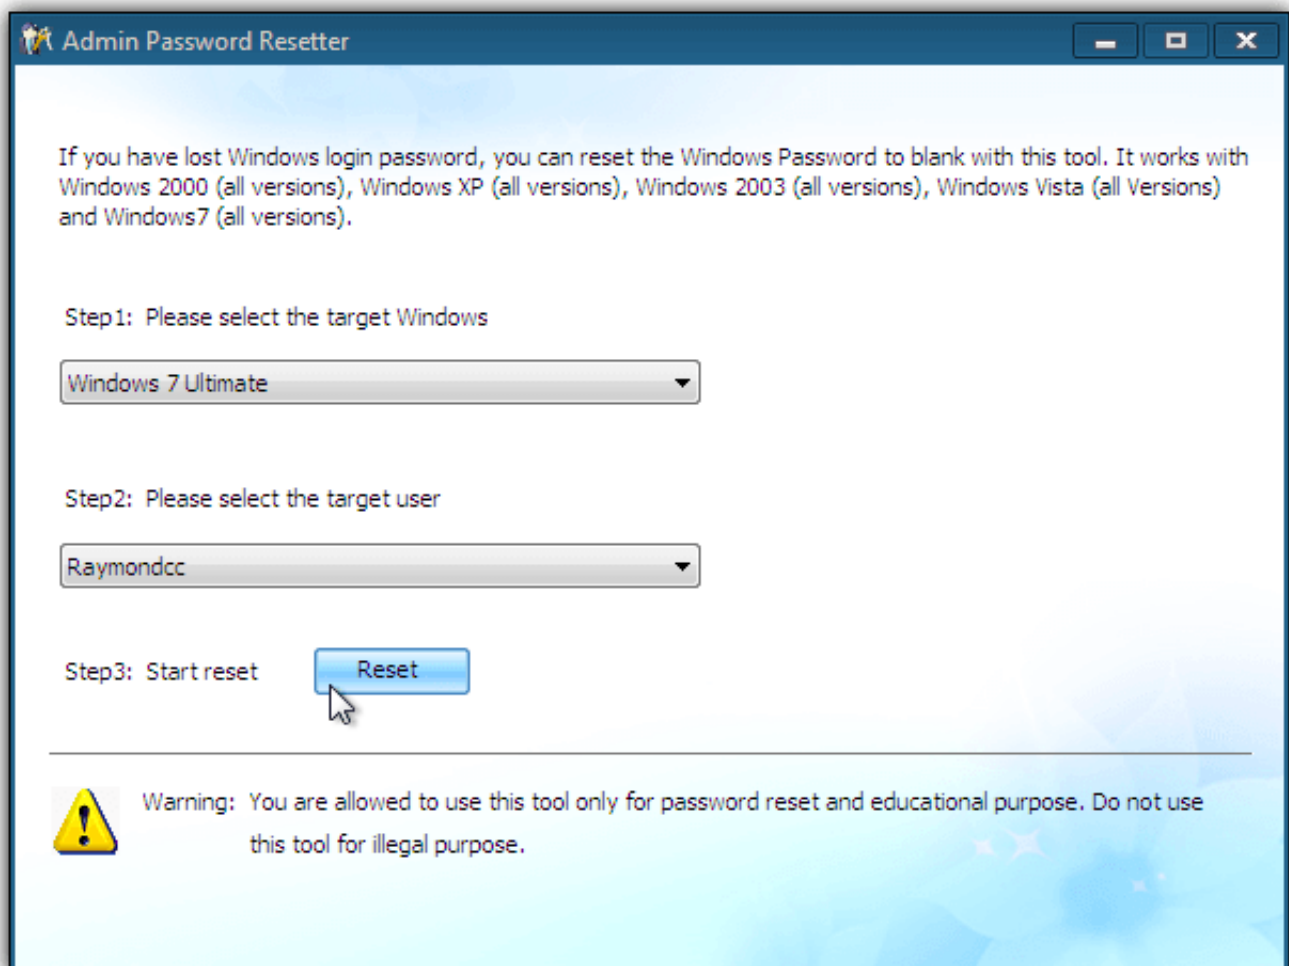 Admin Password Resetter
If you have lost Windows login password, you can reset the Windows Password to blank with this tool. It works with
Windows 2000 (all versions), Windows XP (all versions), Windows 2003 (all versions), Windows Vista (all Versions)
and Windows7 (all versions).
Step1: Please select the target Windows
Windows 7 Ultimate
Step2: Please select the target user
Raymondcc
Step3: Start reset Reset
Warning: You are allowed to use this tool only for password reset and educational purpose. Do not use
this tool for illegal purpose.